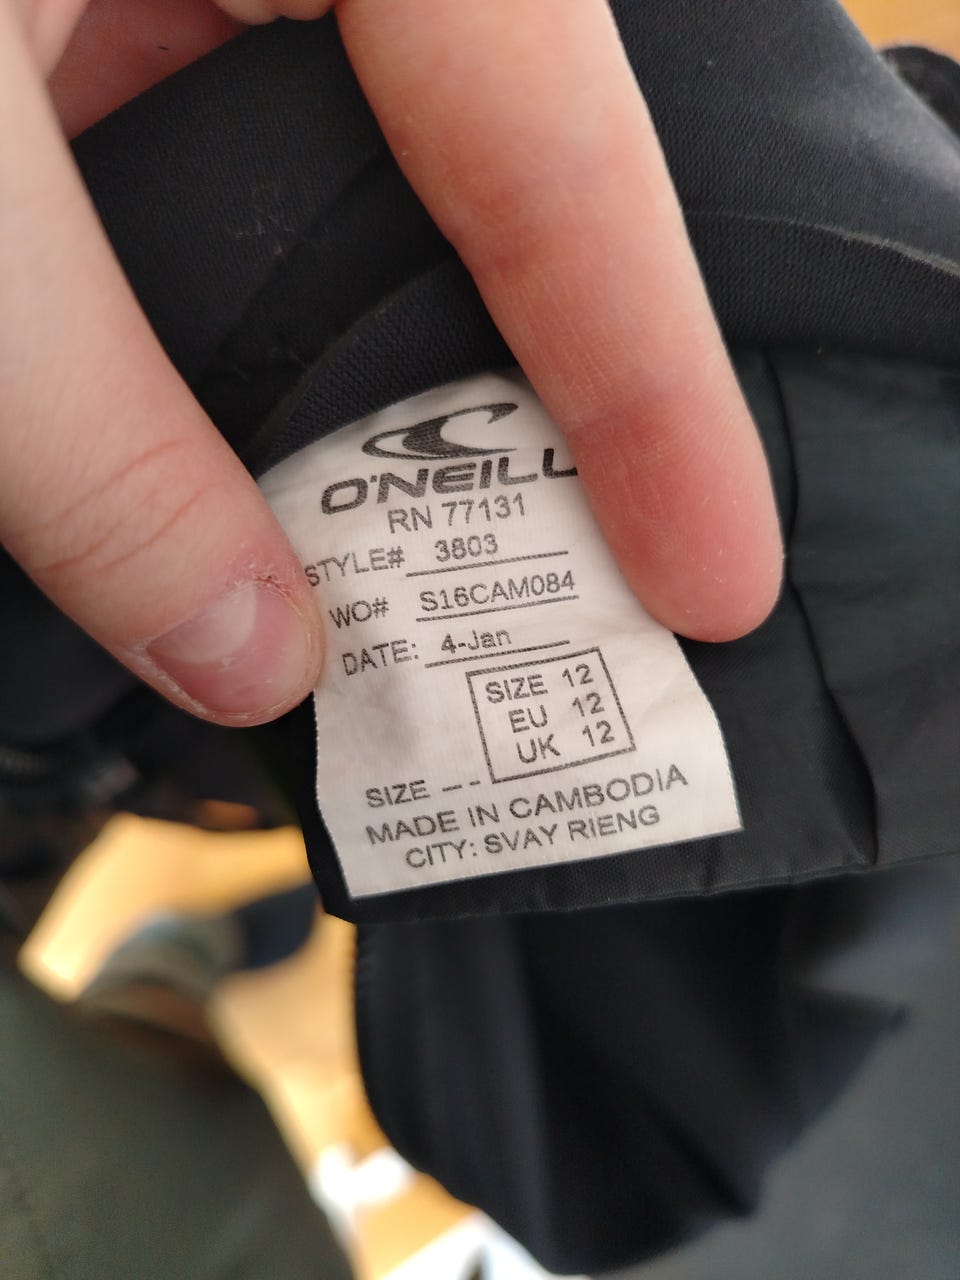 O'NEILL
RN 77131
STYLE# 3803
WO# S16CAM084
DATE: 4-Jan
SIZE 12
EU 12
UK 12
SIZE _ _
MADE IN CAMBODIA
CITY: SVAY RIENG